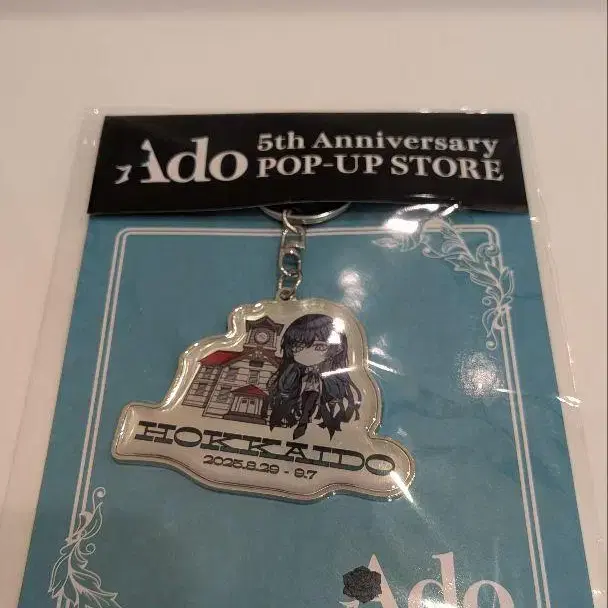 Ado
5th Anniversary
POP-UP STORE
HOKKAIDO
2025.8.29 - 9.7
Ado